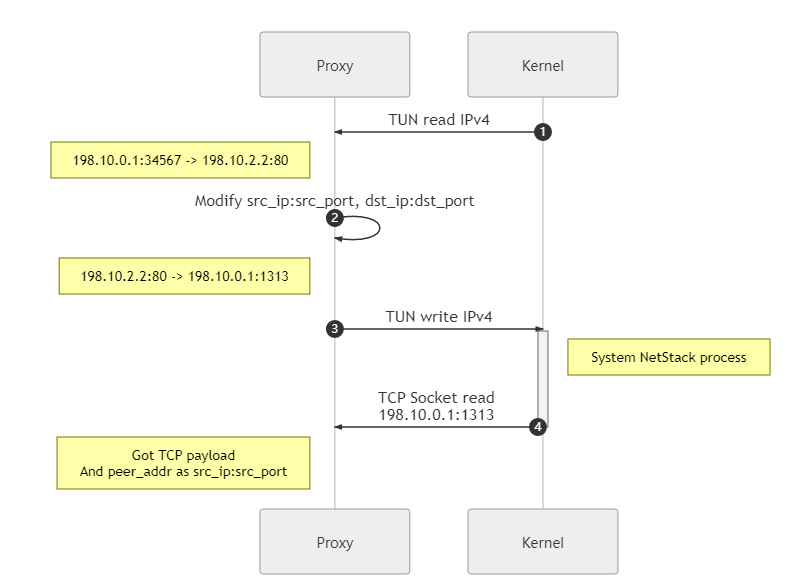 Proxy
Kernel
TUN read IPv4
1
198.10.0.1:34567 -> 198.10.2.2:80
Modify src_ip:src_port, dst_ip:dst_port
2
198.10.2.2:80 -> 198.10.0.1:1313
TUN write IPv4
3
System NetStack process
TCP Socket read
198.10.0.1:1313
4
Got TCP payload
And peer_addr as src_ip:src_port
Proxy
Kernel